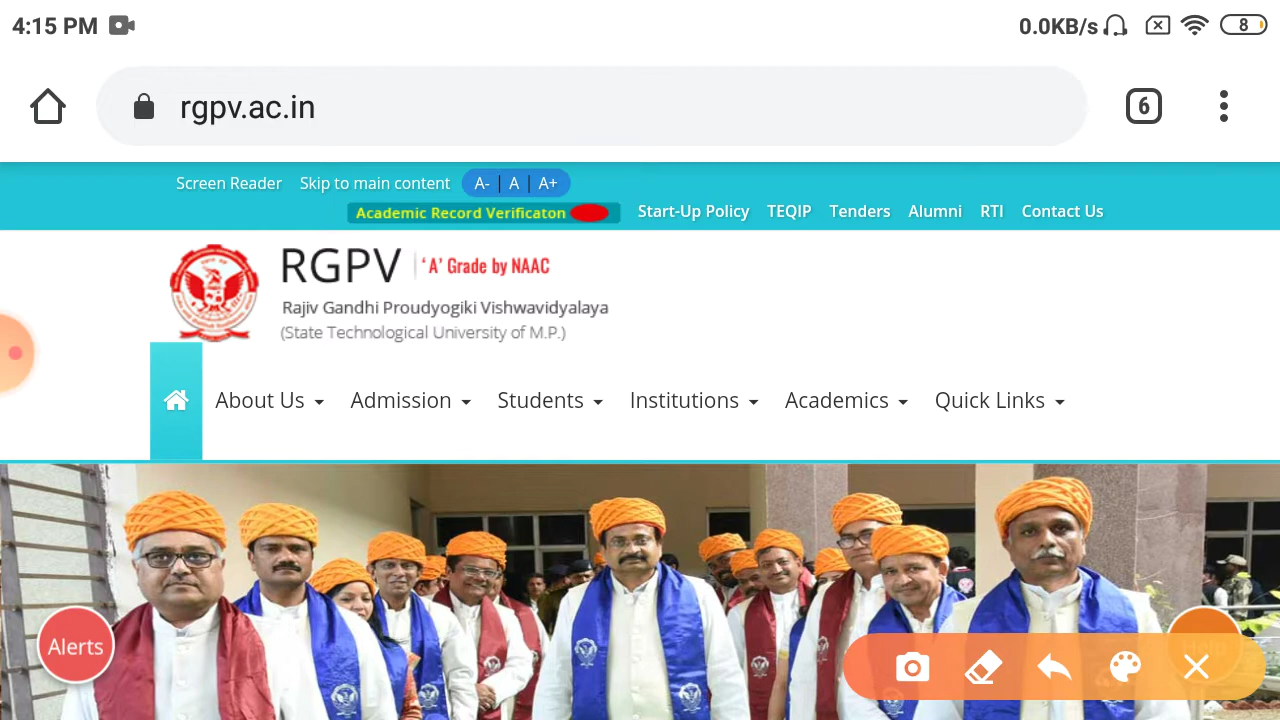 4:15 PM
0.0KB/s
8
rgpv.ac.in
6
Screen Reader Skip to main content A- | A | A+
Academic Record Verificaton Start-Up Policy TEQIP Tenders Alumni RTI Contact Us
RGPV | ‘A’ Grade by NAAC
Rajiv Gandhi Proudyogiki Vishwavidyalaya
(State Technological University of M.P.)
About Us Admission Students Institutions Academics Quick Links
Alerts